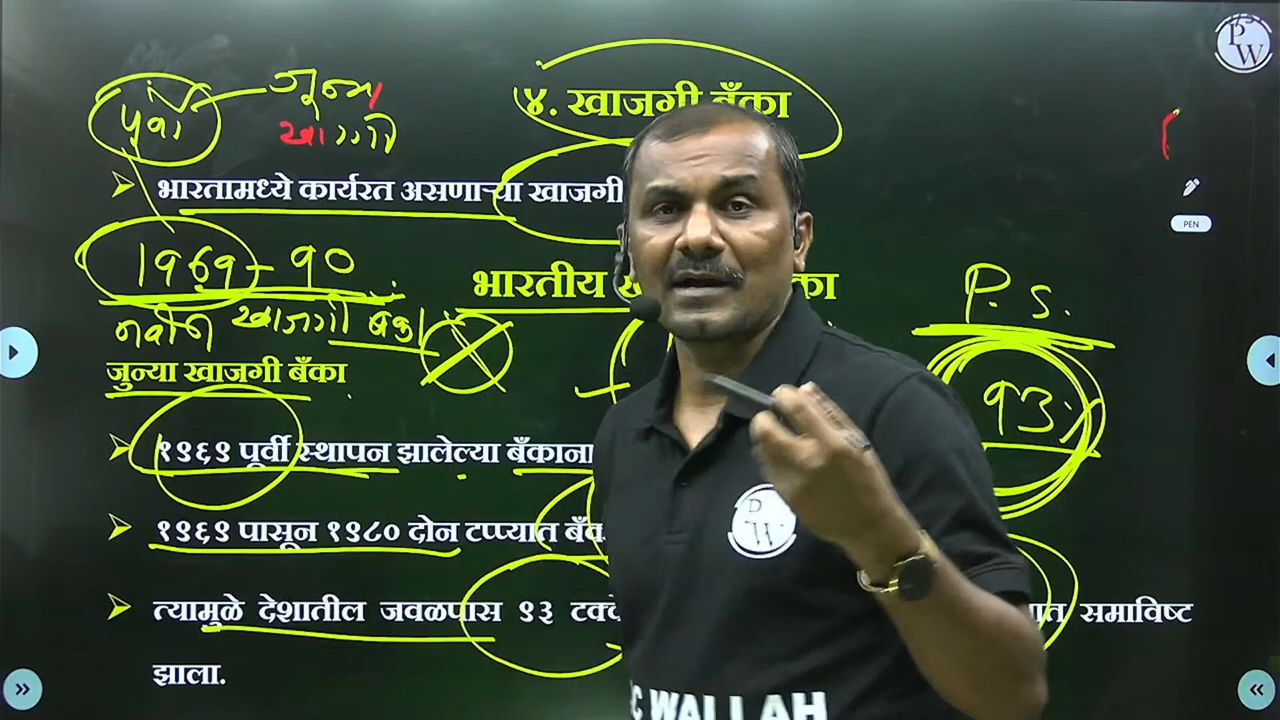 P W
४. खाजगी बँका
पूर्वी जुन्या
खाजगी
भारतामध्ये कार्यरत असणाऱ्या खाजगी
PEN
1969 - 90
भारतीय
P. S.
नवीन खाजगी बँका
जुन्या खाजगी बँका
93%
१९६९ पूर्वी स्थापन झालेल्या बँकाना
१९६९ पासून १९८० दोन टप्प्यात
त्यामुळे देशातील जवळपास ९३ टक्के समाविष्ट
झाला.
P W
WALLAH